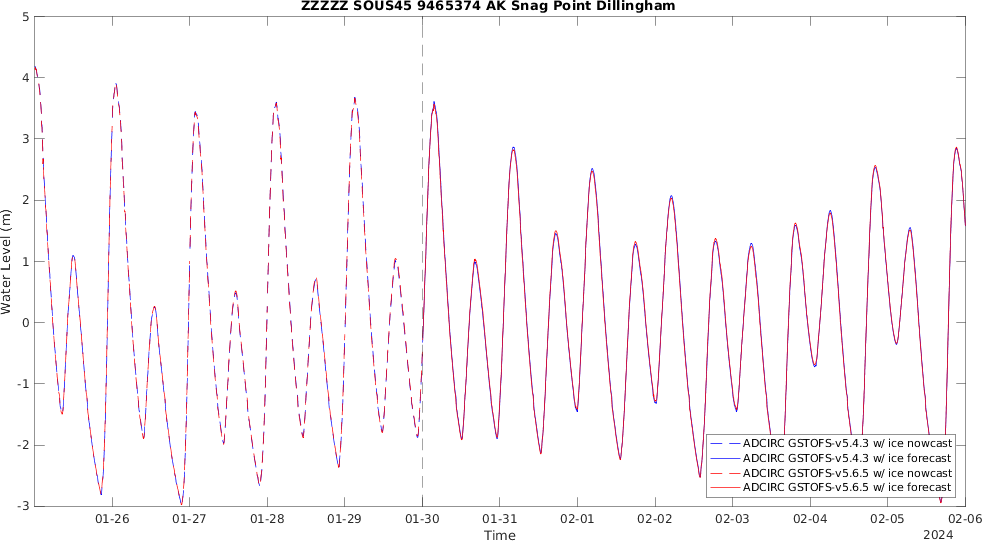 ZZZZZ SOUS45 9465374 AK Snag Point Dillingham
5
4
3
2
1
0
-1
-2
-3
Water Level (m)
ADCIRC GSTOFS-v5.4.3 w/ ice nowcast
ADCIRC GSTOFS-v5.4.3 w/ ice forecast
ADCIRC GSTOFS-v5.6.5 w/ ice nowcast
ADCIRC GSTOFS-v5.6.5 w/ ice forecast
01-26 01-27 01-28 01-29 01-30 01-31 02-01 02-02 02-03 02-04 02-05 02-06
Time 2024